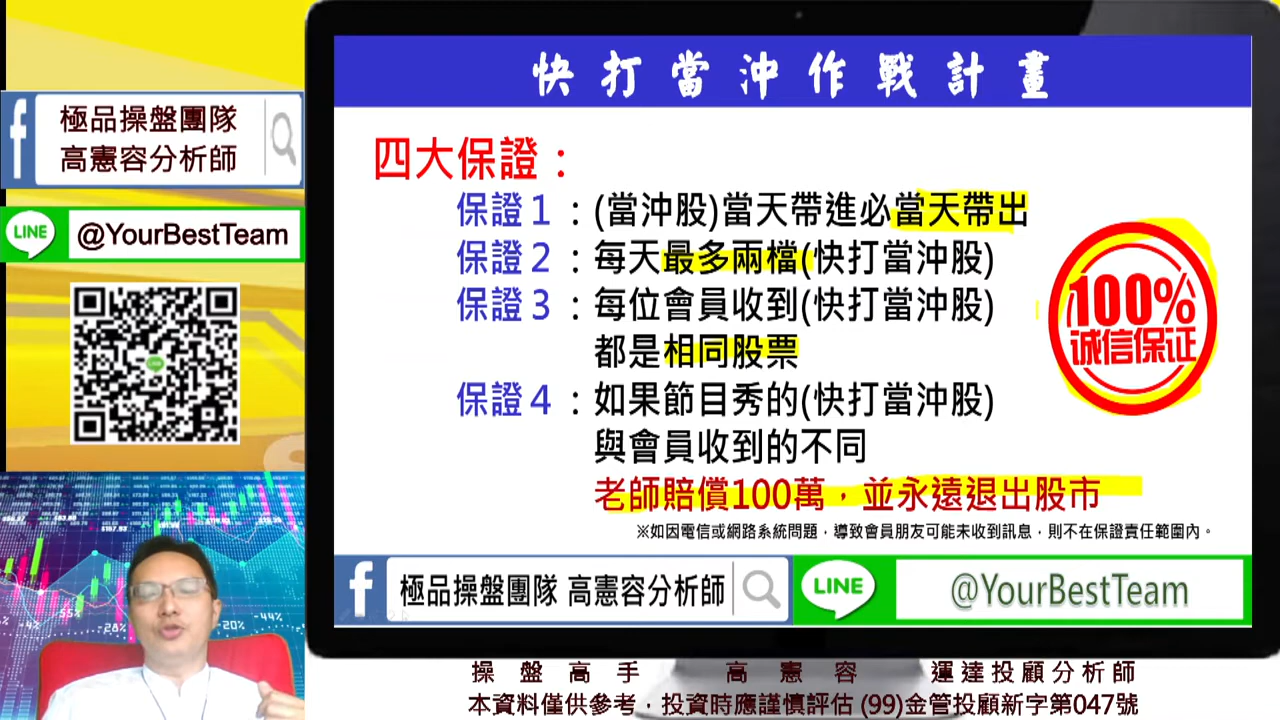 快打當沖作戰計畫
極品操盤團隊
高憲容分析師
LINE
@YourBestTeam
四大保證：
保證1：(當沖股)當天帶進必當天帶出
保證2：每天最多兩檔(快打當沖股)
保證3：每位會員收到(快打當沖股)
都是相同股票
保證4：如果節目秀的(快打當沖股)
與會員收到的不同
老師賠償100萬，並永遠退出股市
※如因電信或網路系統問題，導致會員朋友可能未收到訊息，則不在保證責任範圍內。
100%
诚信保证
極品操盤團隊 高憲容分析師
LINE
@YourBestTeam
-28%
-20%
-44%
操盤高手 高憲容 運達投顧分析師
本資料僅供參考，投資時應謹慎評估 (99)金管投顧新字第047號